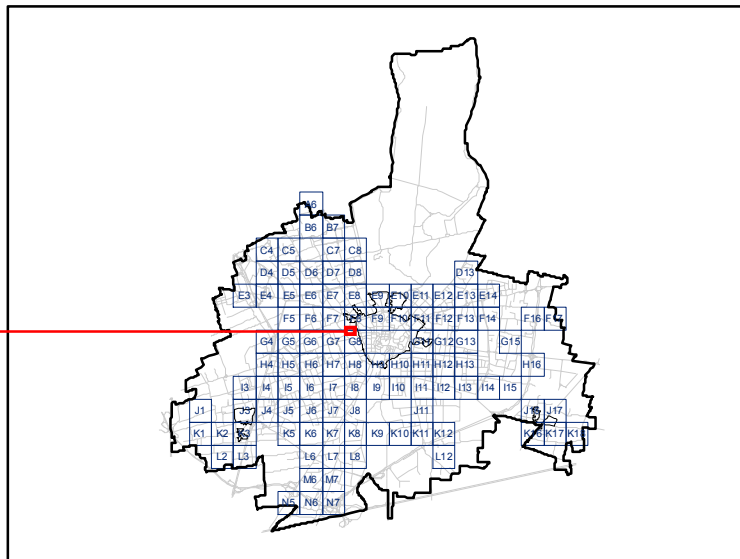 A6
B6 B7
C4 C5 C7 C8
D4 D5 D6 D7 D8 D13
E3 E4 E5 E6 E7 E8 E9 E10 E11 E12 E13 E14
F5 F6 F7 F9 F11 F12 F13 F14 F16
G4 G5 G6 G7 G8 G12 G13 G15
H4 H5 H6 H7 H8 H10 H11 H12 H13 H16
I3 I4 I5 I6 I7 I8 I9 I10 I11 I12 I13 I14 I15
J1 J3 J4 J5 J6 J7 J8 J11 J17
K1 K2 K5 K6 K7 K8 K9 K10 K11 K12 K17
L2 L3 L6 L7 L8 L12
M6 M7
N5 N6 N7